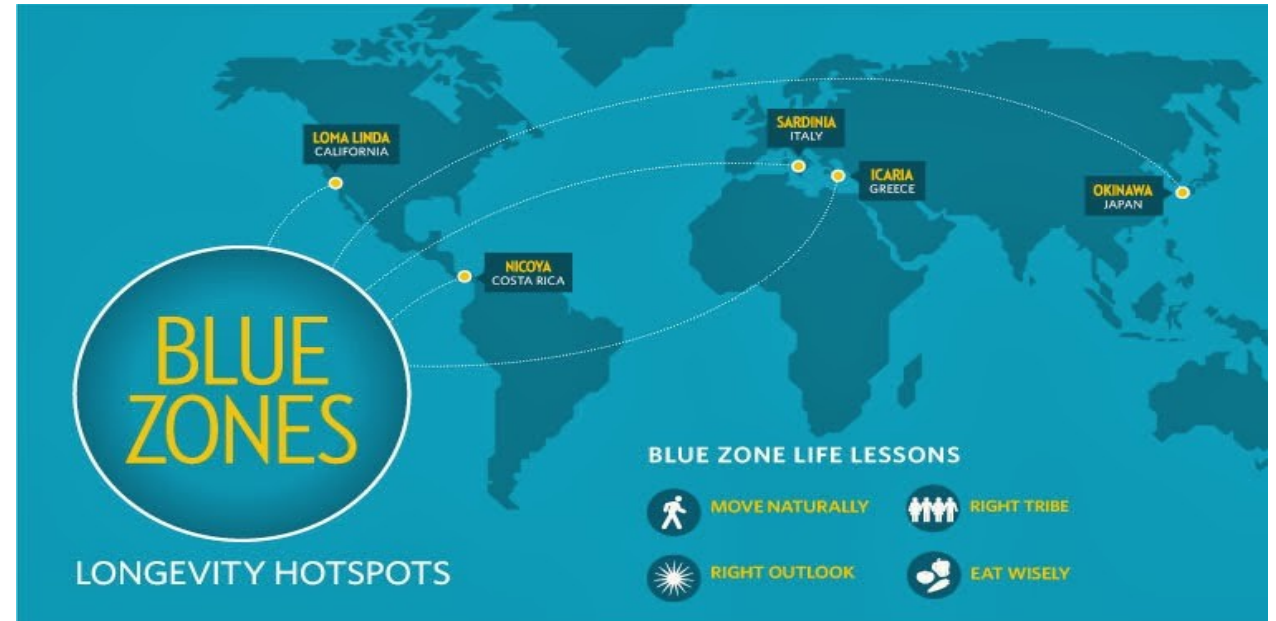 LOMA LINDA
CALIFORNIA
SARDINIA
ITALY
ICARIA
GREECE
OKINAWA
JAPAN
NICOYA
COSTA RICA
BLUE
ZONES
LONGEVITY HOTSPOTS
BLUE ZONE LIFE LESSONS
MOVE NATURALLY
RIGHT TRIBE
RIGHT OUTLOOK
EAT WISELY